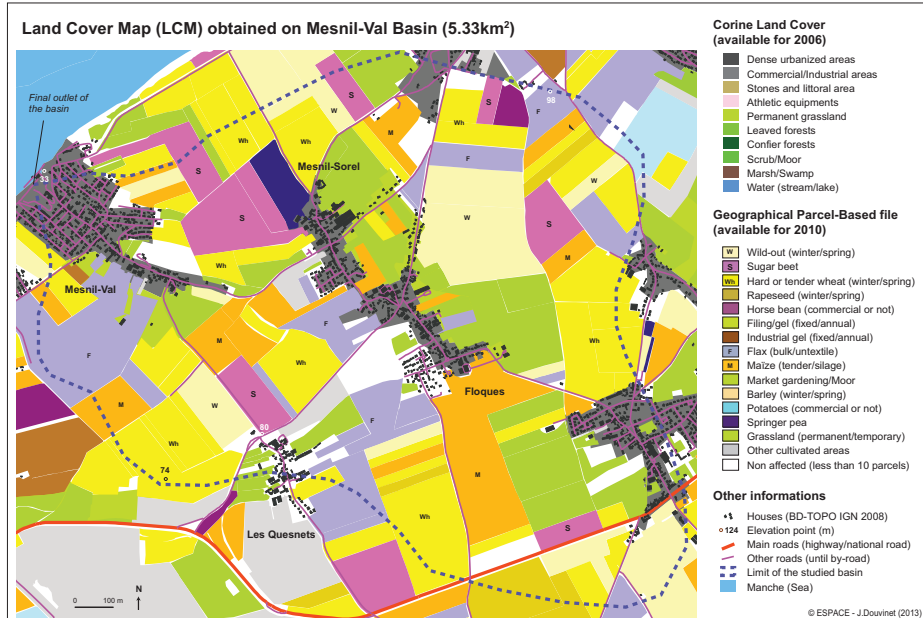 Land Cover Map (LCM) obtained on Mesnil-Val Basin (5.33km²)
Final outlet of
the basin
33
98
80
74
Mesnil-Sorel
Mesnil-Val
Floques
Les Quesnets
S
S
S
S
S
S
S
Wh
Wh
Wh
Wh
Wh
Wh
Wh
Wh
M
M
M
M
M
F
F
F
F
F
W
W
W
W
0 100 m
N
Corine Land Cover
(available for 2006)
Dense urbanized areas
Commercial/Industrial areas
Stones and littoral area
Athletic equipments
Permanent grassland
Leaved forests
Confier forests
Scrub/Moor
Marsh/Swamp
Water (stream/lake)
Geographical Parcel-Based file
(available for 2010)
W Wild-out (winter/spring)
S Sugar beet
Wh Hard or tender wheat (winter/spring)
Rapeseed (winter/spring)
Horse bean (commercial or not)
Filing/gel (fixed/annual)
Industrial gel (fixed/annual)
F Flax (bulk/untextile)
M Maïze (tender/silage)
Market gardening/Moor
Barley (winter/spring)
Potatoes (commercial or not)
Springer pea
Grassland (permanent/temporary)
Other cultivated areas
Non affected (less than 10 parcels)
Other informations
Houses (BD-TOPO IGN 2008)
124 Elevation point (m)
Main roads (highway/national road)
Other roads (until by-road)
Limit of the studied basin
Manche (Sea)
© ESPACE - J.Douvinet (2013)